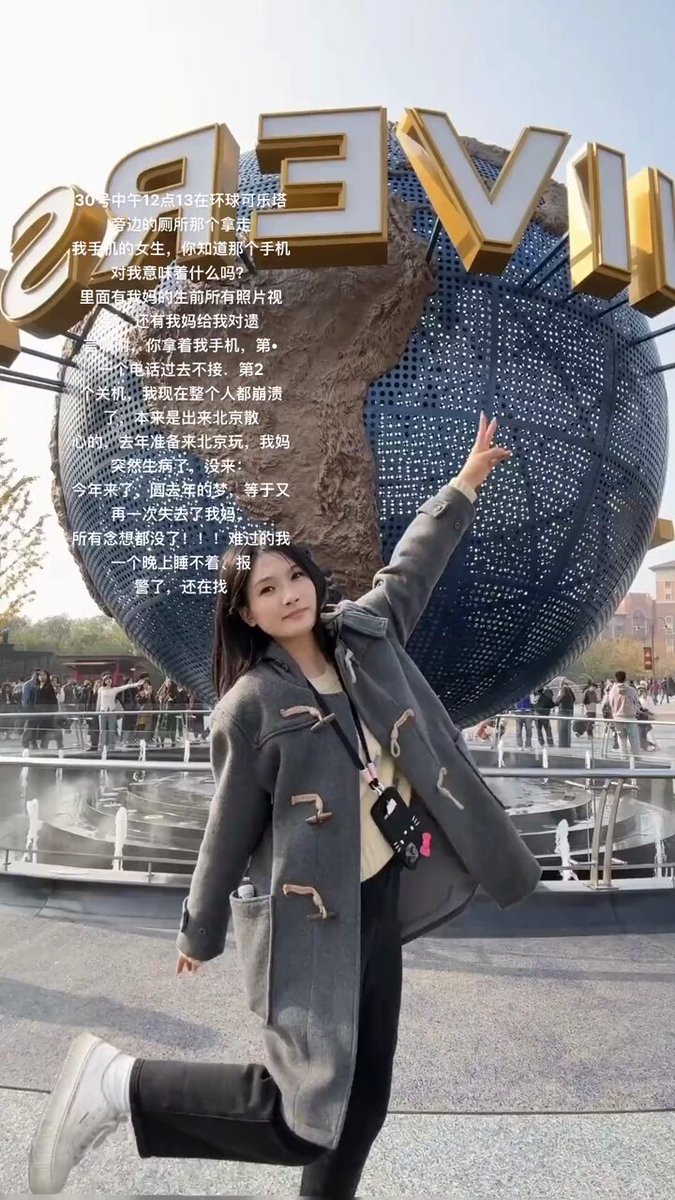 SREVINU
30号中午12点13在环球可乐塔
旁边的厕所那个拿走
我手机的女生，你知道那个手机
对我意味着什么吗？
里面有我妈的生前所有照片视
还有我妈给我对遗
你拿着我手机，第•
一个电话过去不接．第2
个关机，我现在整个人都崩溃
了，本来是出来北京散
心的，去年准备来北京玩，我妈
突然生病了，没来：
今年来了，圆去年的梦，等于又
再一次失去了我妈，
所有念想都没了！！！难过的我
一个晚上睡不着、报
警了，还在找